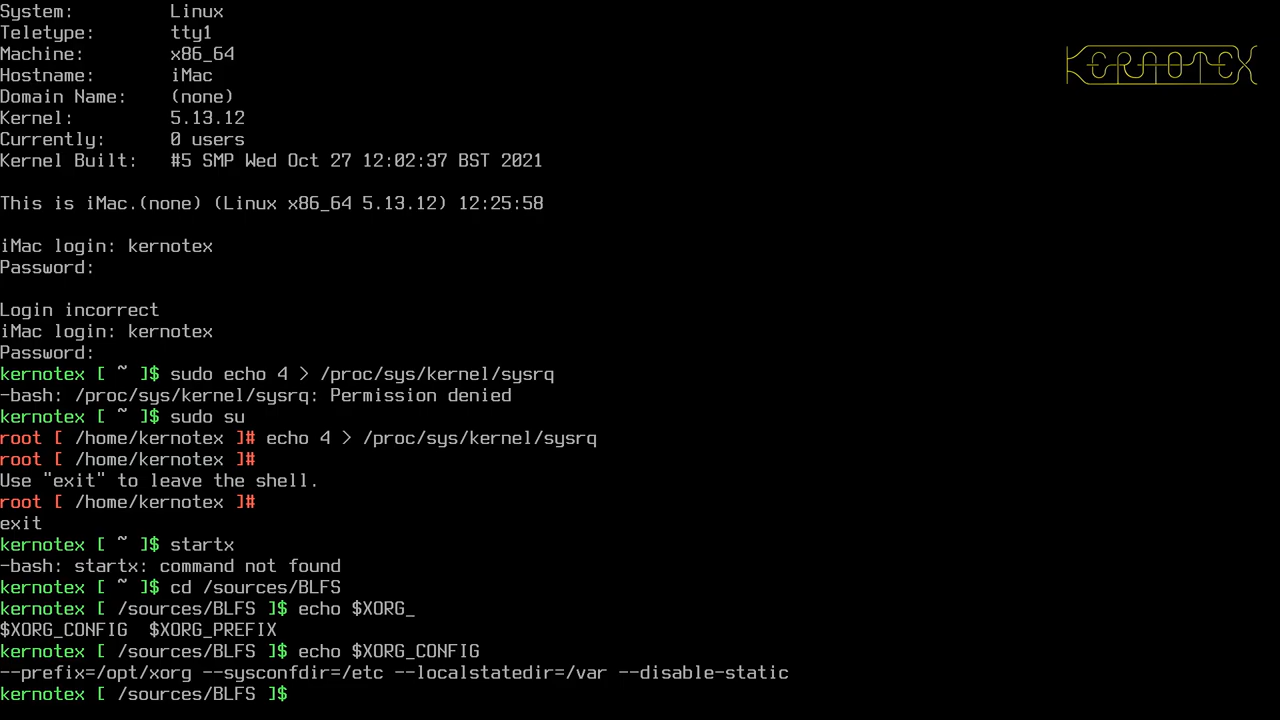 System:         Linux
Teletype:       tty1
Machine:        x86_64
Hostname:       iMac
Domain Name:    (none)
Kernel:         5.13.12
Currently:      0 users
Kernel Built:   #5 SMP Wed Oct 27 12:02:37 BST 2021
This is iMac.(none) (Linux x86_64 5.13.12) 12:25:58
iMac login: kernotex
Password:
Login incorrect
iMac login: kernotex
Password:
kernotex [ ~ ]$ sudo echo 4 > /proc/sys/kernel/sysrq
-bash: /proc/sys/kernel/sysrq: Permission denied
kernotex [ ~ ]$ sudo su
root [ /home/kernotex ]# echo 4 > /proc/sys/kernel/sysrq
root [ /home/kernotex ]#
Use "exit" to leave the shell.
root [ /home/kernotex ]#
exit
kernotex [ ~ ]$ startx
-bash: startx: command not found
kernotex [ ~ ]$ cd /sources/BLFS
kernotex [ /sources/BLFS ]$ echo $XORG_
$XORG_CONFIG  $XORG_PREFIX
kernotex [ /sources/BLFS ]$ echo $XORG_CONFIG
--prefix=/opt/xorg --sysconfdir=/etc --localstatedir=/var --disable-static
kernotex [ /sources/BLFS ]$
KERNOTEX